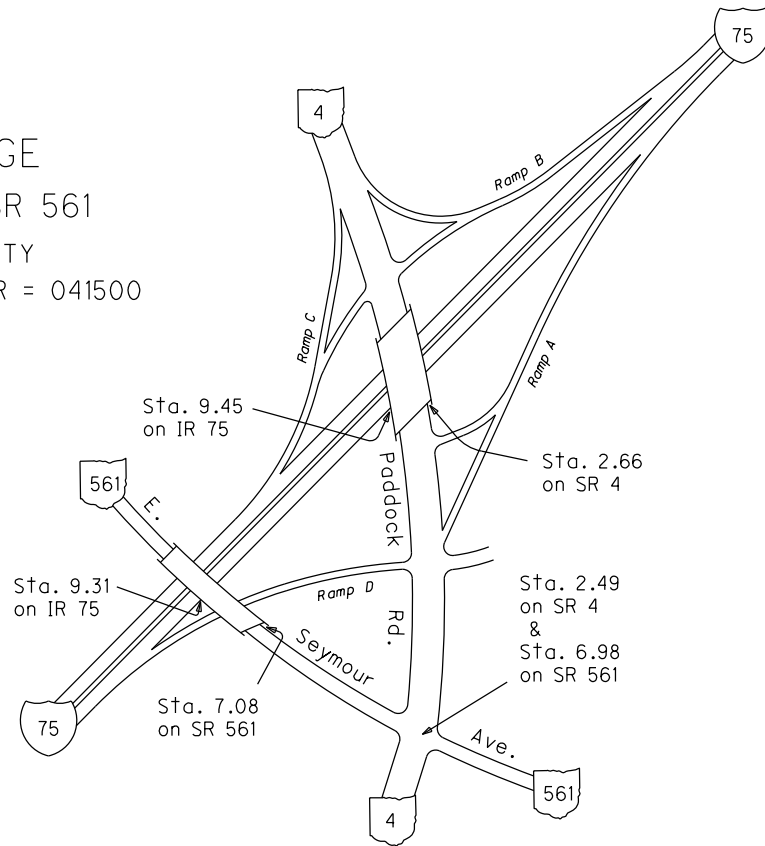 75
4
GE
SR 561
TY
R = 041500
Ramp B
Ramp C
Ramp A
Sta. 9.45
on IR 75
Sta. 2.66
on SR 4
Paddock
Rd.
561
E.
Seymour
Ave.
Sta. 9.31
on IR 75
Ramp D
Sta. 2.49
on SR 4
&
Sta. 6.98
on SR 561
Sta. 7.08
on SR 561
75
561
4